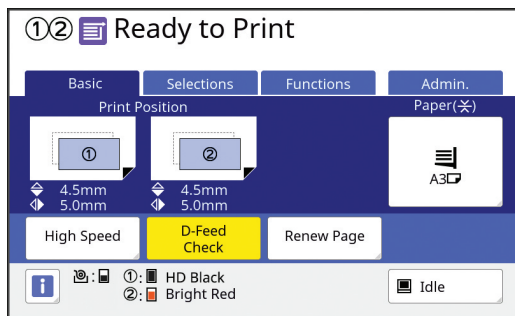 ①② Ready to Print
Basic
Selections
Functions
Admin.
Print Position
Paper(✕)
①
②
4.5mm
5.0mm
4.5mm
5.0mm
A3
High Speed
D-Feed
Check
Renew Page
i
①: HD Black
②: Bright Red
Idle